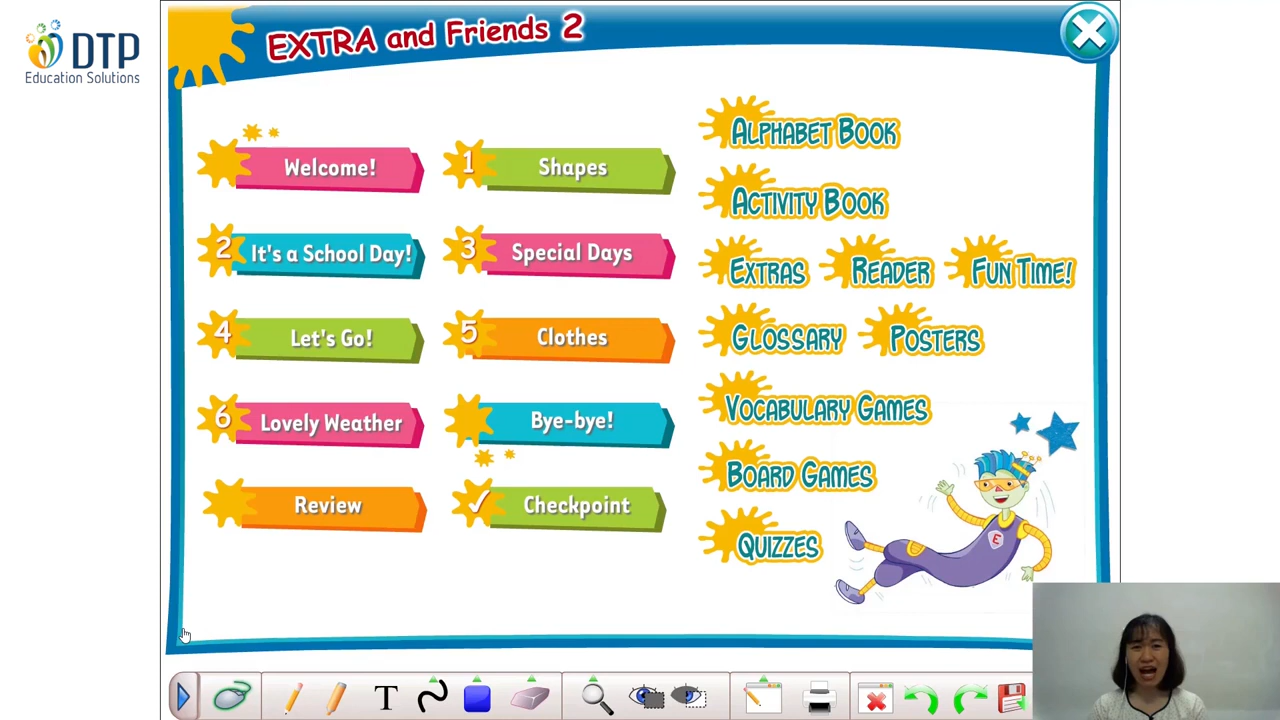 DTP
Education Solutions
EXTRA and Friends 2
Welcome!
1 Shapes
2 It's a School Day!
3 Special Days
4 Let's Go!
5 Clothes
6 Lovely Weather
Bye-bye!
Review
Checkpoint
ALPHABET BOOK
ACTIVITY BOOK
EXTRAS READER FUN TIME!
GLOSSARY POSTERS
VOCABULARY GAMES
BOARD GAMES
QUIZZES
E
T